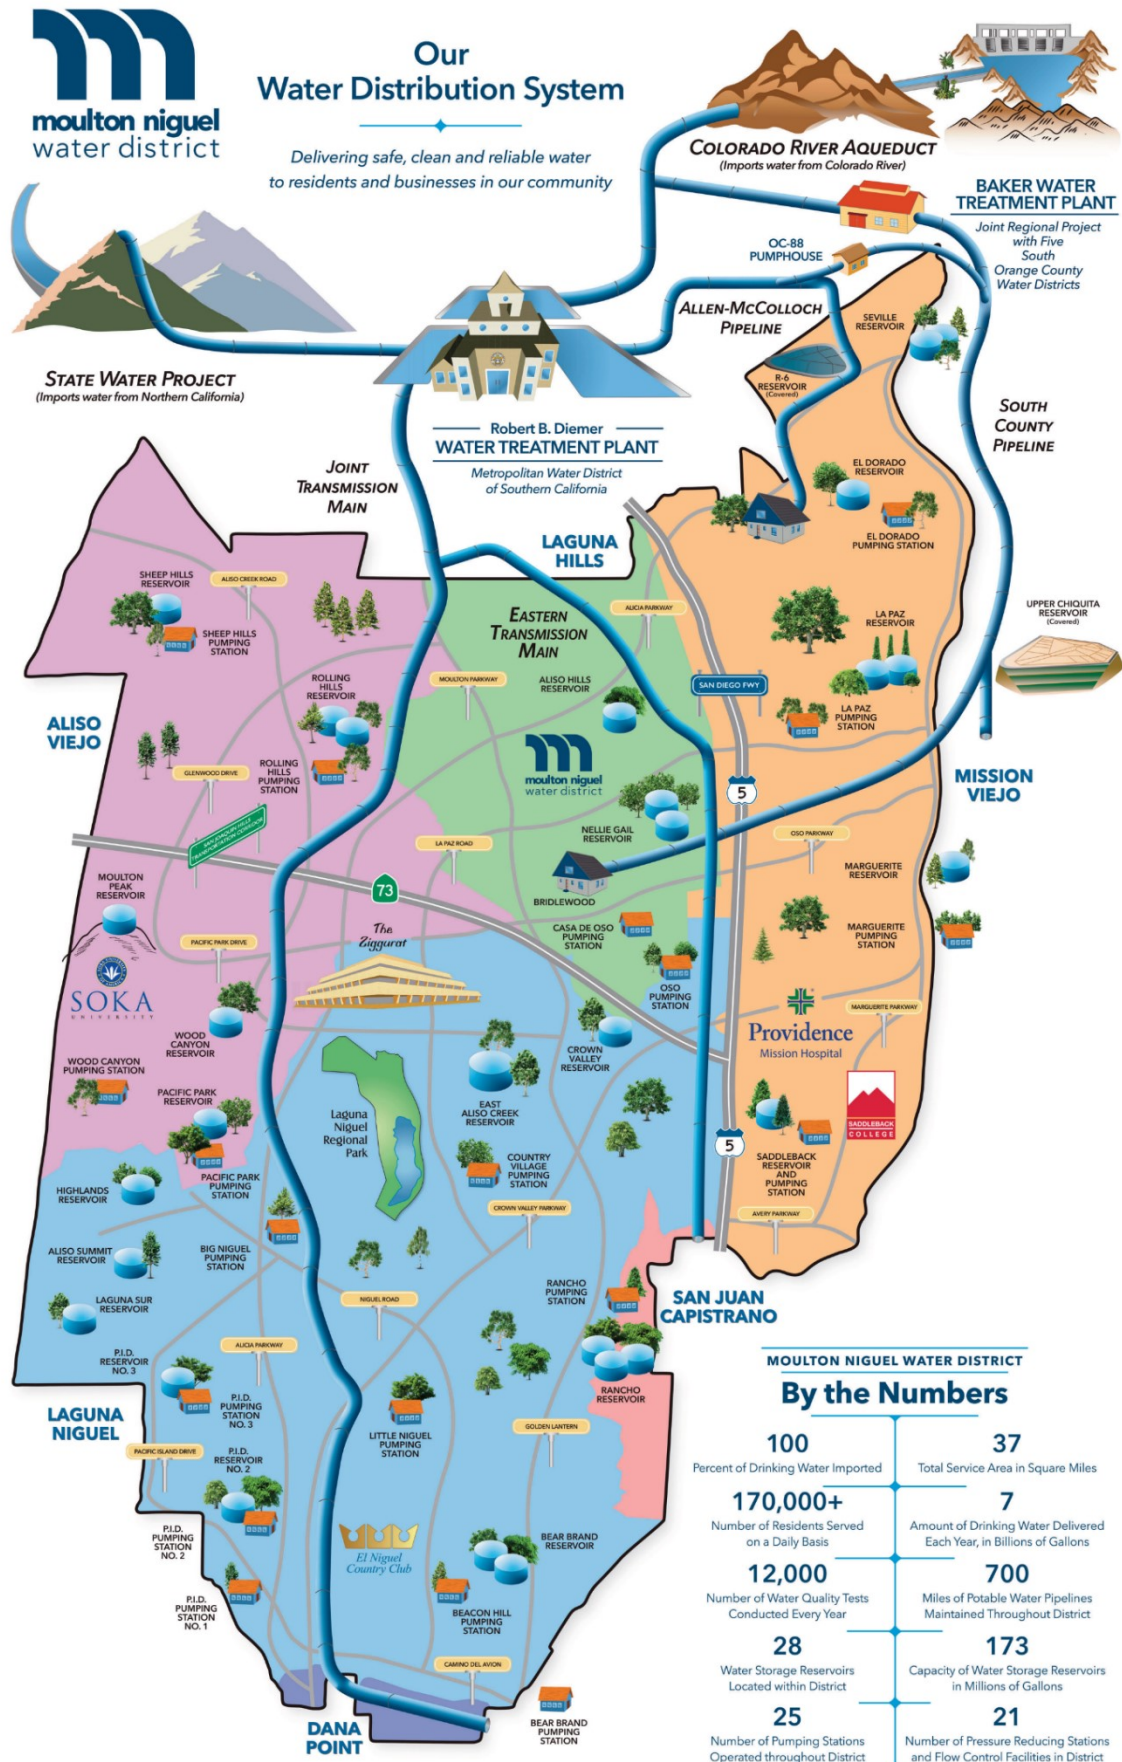 moulton niguel
water district
Our
Water Distribution System
Delivering safe, clean and reliable water
to residents and businesses in our community
COLORADO RIVER AQUEDUCT
(Imports water from Colorado River)
BAKER WATER
TREATMENT PLANT
Joint Regional Project
with Five
South
Orange County
Water Districts
OC-88
PUMPHOUSE
ALLEN-MCCOLLOCH
PIPELINE
SEVILLE
RESERVOIR
R-6
RESERVOIR
(Covered)
STATE WATER PROJECT
(Imports water from Northern California)
Robert B. Diemer
WATER TREATMENT PLANT
Metropolitan Water District
of Southern California
SOUTH
COUNTY
PIPELINE
JOINT
TRANSMISSION
MAIN
EL DORADO
RESERVOIR
EL DORADO
PUMPING STATION
LAGUNA
HILLS
SHEEP HILLS
RESERVOIR
ALISO CREEK ROAD
SHEEP HILLS
PUMPING
STATION
EASTERN
TRANSMISSION
MAIN
ALICIA PARKWAY
LA PAZ
RESERVOIR
UPPER CHIQUITA
RESERVOIR
(Covered)
ROLLING
HILLS
RESERVOIR
MOULTON PARKWAY
ALISO HILLS
RESERVOIR
SAN DIEGO FWY
LA PAZ
PUMPING
STATION
ALISO
VIEJO
moulton niguel
water district
GLENWOOD DRIVE
ROLLING
HILLS
PUMPING
STATION
5
MISSION
VIEJO
SAN JOAQUIN HILLS
TRANSPORTATION CORRIDOR
LA PAZ ROAD
NELLIE GAIL
RESERVOIR
OSO PARKWAY
MOULTON
PEAK
RESERVOIR
73
BRIDLEWOOD
MARGUERITE
RESERVOIR
PACIFIC PARK DRIVE
The
Ziggurat
CASA DE OSO
PUMPING
STATION
MARGUERITE
PUMPING
STATION
SOKA
UNIVERSITY
OSO
PUMPING
STATION
MARGUERITE PARKWAY
Providence
Mission Hospital
WOOD
CANYON
RESERVOIR
CROWN
VALLEY
RESERVOIR
WOOD CANYON
PUMPING STATION
PACIFIC PARK
RESERVOIR
Laguna
Niguel
Regional
Park
EAST
ALISO CREEK
RESERVOIR
SADDLEBACK
COLLEGE
5
COUNTRY
VILLAGE
PUMPING
STATION
SADDLEBACK
RESERVOIR
AND
PUMPING
STATION
PACIFIC PARK
PUMPING
STATION
HIGHLANDS
RESERVOIR
CROWN VALLEY PARKWAY
AVERY PARKWAY
ALISO SUMMIT
RESERVOIR
BIG NIGUEL
PUMPING
STATION
RANCHO
PUMPING
STATION
SAN JUAN
CAPISTRANO
LAGUNA SUR
RESERVOIR
NIGUEL ROAD
ALICIA PARKWAY
P.I.D.
RESERVOIR
NO. 3
RANCHO
RESERVOIR
LAGUNA
NIGUEL
P.I.D.
PUMPING
STATION
NO. 3
LITTLE NIGUEL
PUMPING
STATION
GOLDEN LANTERN
PACIFIC ISLAND DRIVE
P.I.D.
RESERVOIR
NO. 2
P.I.D.
PUMPING
STATION
NO. 2
El Niguel
Country Club
BEAR BRAND
RESERVOIR
P.I.D.
PUMPING
STATION
NO. 1
BEACON HILL
PUMPING
STATION
CAMINO DEL AVION
DANA
POINT
BEAR BRAND
PUMPING
STATION
MOULTON NIGUEL WATER DISTRICT
By the Numbers
100
Percent of Drinking Water Imported
37
Total Service Area in Square Miles
170,000+
Number of Residents Served
on a Daily Basis
7
Amount of Drinking Water Delivered
Each Year, in Billions of Gallons
12,000
Number of Water Quality Tests
Conducted Every Year
700
Miles of Potable Water Pipelines
Maintained Throughout District
28
Water Storage Reservoirs
Located within District
173
Capacity of Water Storage Reservoirs
in Millions of Gallons
25
Number of Pumping Stations
Operated throughout District
21
Number of Pressure Reducing Stations
and Flow Control Facilities in District